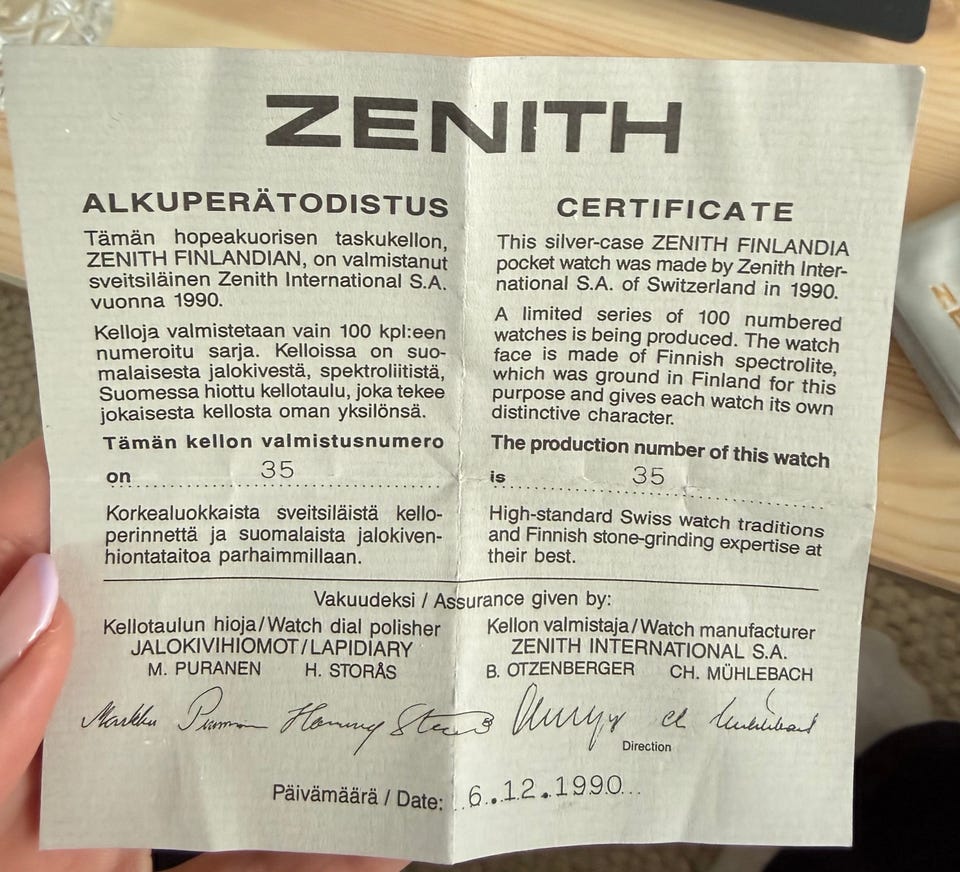 ZENITH
ALKUPERÄTODISTUS
Tämän hopeakuorisen taskukellon,
ZENITH FINLANDIAN, on valmistanut
sveitsiläinen Zenith International S.A.
vuonna 1990.
Kelloja valmistetaan vain 100 kpl:een
numeroitu sarja. Kelloissa on suo-
malaisesta jalokivestä, spektroliitistä,
Suomessa hiottu kellotaulu, joka tekee
jokaisesta kellosta oman yksilönsä.
Tämän kellon valmistusnumero
on 35
Korkealuokkaista sveitsiläistä kello-
perinnettä ja suomalaista jalokiven-
hiontataitoa parhaimmillaan.
CERTIFICATE
This silver-case ZENITH FINLANDIA
pocket watch was made by Zenith Inter-
national S.A. of Switzerland in 1990.
A limited series of 100 numbered
watches is being produced. The watch
face is made of Finnish spectrolite,
which was ground in Finland for this
purpose and gives each watch its own
distinctive character.
The production number of this watch
is 35
High-standard Swiss watch traditions
and Finnish stone-grinding expertise at
their best.
Vakuudeksi / Assurance given by:
Kellotaulun hioja/Watch dial polisher
JALOKIVIHIOMOT/LAPIDIARY
M. PURANEN H. STORÅS
Kellon valmistaja/Watch manufacturer
ZENITH INTERNATIONAL S.A.
B. OTZENBERGER CH. MÜHLEBACH
Markku
Direction
Päivämäärä / Date: 6.12.1990